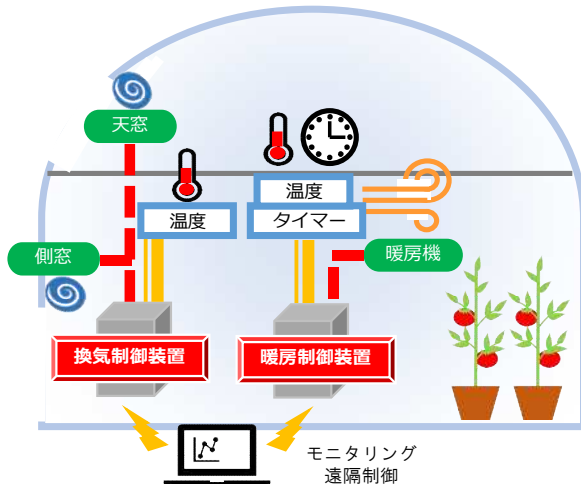 天窓
温度
温度
タイマー
側窓
暖房機
換気制御装置
暖房制御装置
モニタリング
遠隔制御